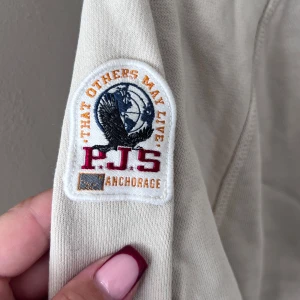 ·THAT OTHERS MAY LIVE·
P.J.S
ANCHORAGE